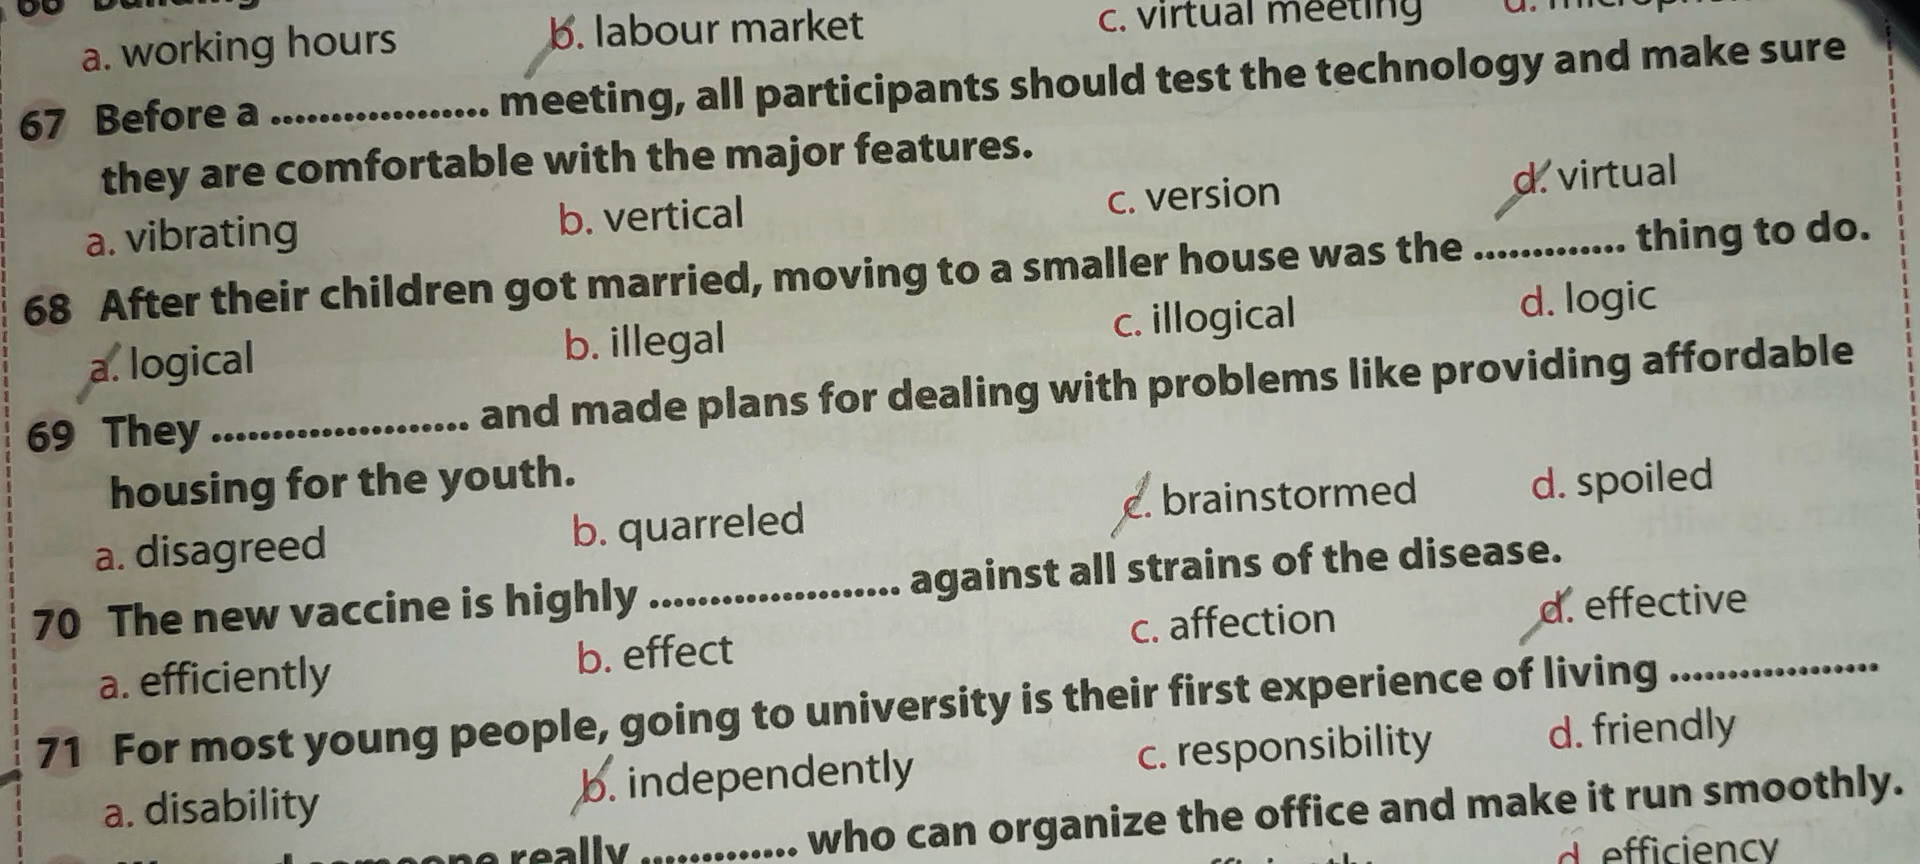 a. working hours b. labour market c. virtual meeting d.
67 Before a .................. meeting, all participants should test the technology and make sure
they are comfortable with the major features.
a. vibrating b. vertical c. version d. virtual
68 After their children got married, moving to a smaller house was the ............. thing to do.
a. logical b. illegal c. illogical d. logic
69 They ..................... and made plans for dealing with problems like providing affordable
housing for the youth.
a. disagreed b. quarreled c. brainstormed d. spoiled
70 The new vaccine is highly ..................... against all strains of the disease.
a. efficiently b. effect c. affection d. effective
71 For most young people, going to university is their first experience of living ..................
a. disability b. independently c. responsibility d. friendly
really ............. who can organize the office and make it run smoothly.
d. efficiency